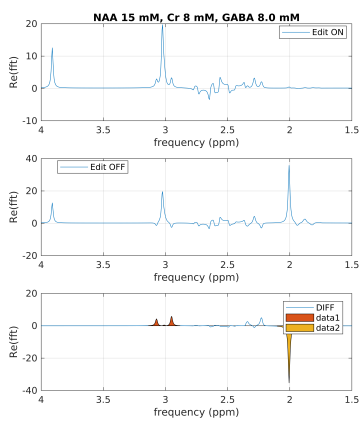 NAA 15 mM, Cr 8 mM, GABA 8.0 mM
20
10
0
-10
Re(fft)
Edit ON
4 3.5 3 2.5 2 1.5
frequency (ppm)
40
20
0
-20
Re(fft)
Edit OFF
4 3.5 3 2.5 2 1.5
frequency (ppm)
20
0
-20
-40
Re(fft)
DIFF
data1
data2
4 3.5 3 2.5 2 1.5
frequency (ppm)